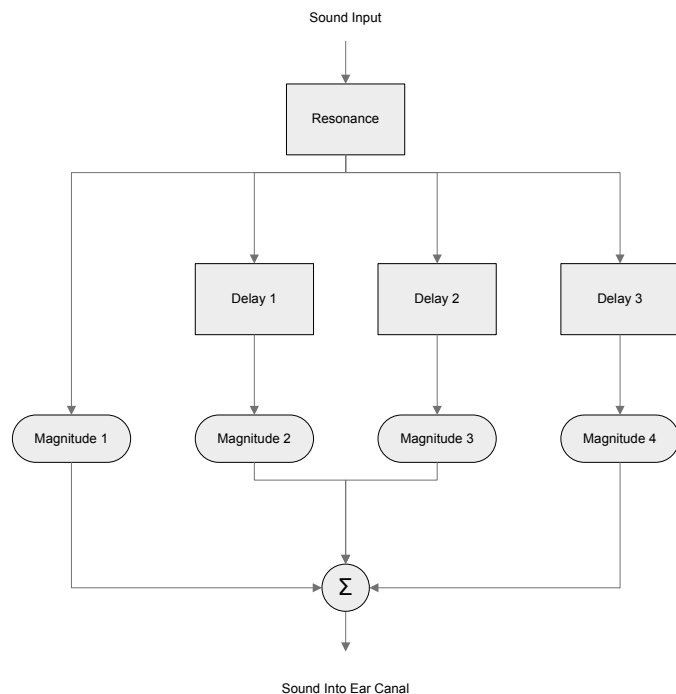 Sound Input
Resonance
Delay 1
Delay 2
Delay 3
Magnitude 1
Magnitude 2
Magnitude 3
Magnitude 4
Σ
Sound Into Ear Canal